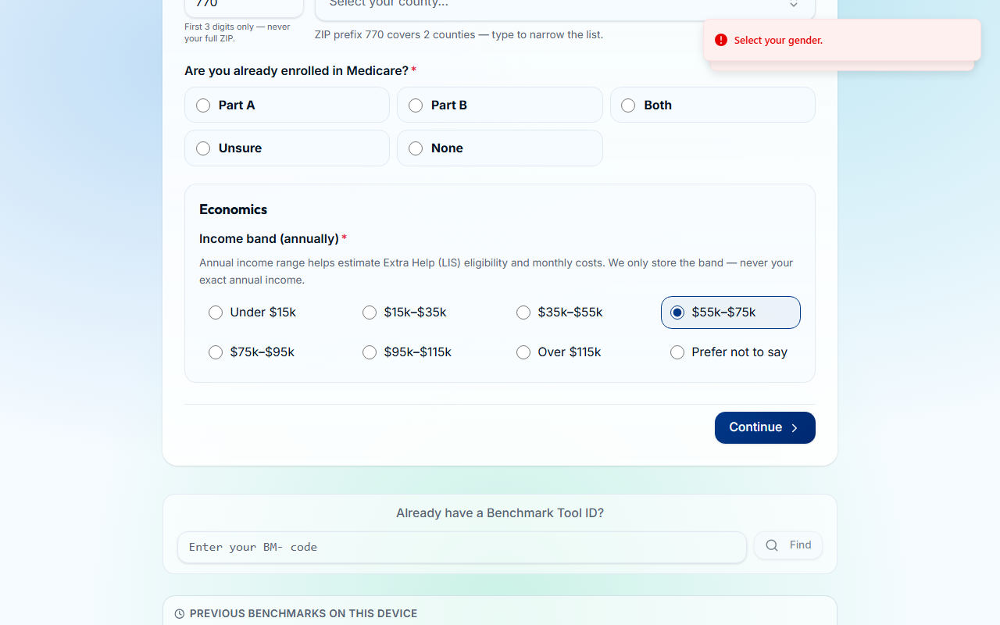 770
Select your county...
First 3 digits only — never
your full ZIP.
ZIP prefix 770 covers 2 counties — type to narrow the list.
Select your gender.
Are you already enrolled in Medicare? *
Part A
Part B
Both
Unsure
None
Economics
Income band (annually) *
Annual income range helps estimate Extra Help (LIS) eligibility and monthly costs. We only store the band — never your
exact annual income.
Under $15k
$15k–$35k
$35k–$55k
$55k–$75k
$75k–$95k
$95k–$115k
Over $115k
Prefer not to say
Continue
Already have a Benchmark Tool ID?
Enter your BM- code
Find
PREVIOUS BENCHMARKS ON THIS DEVICE